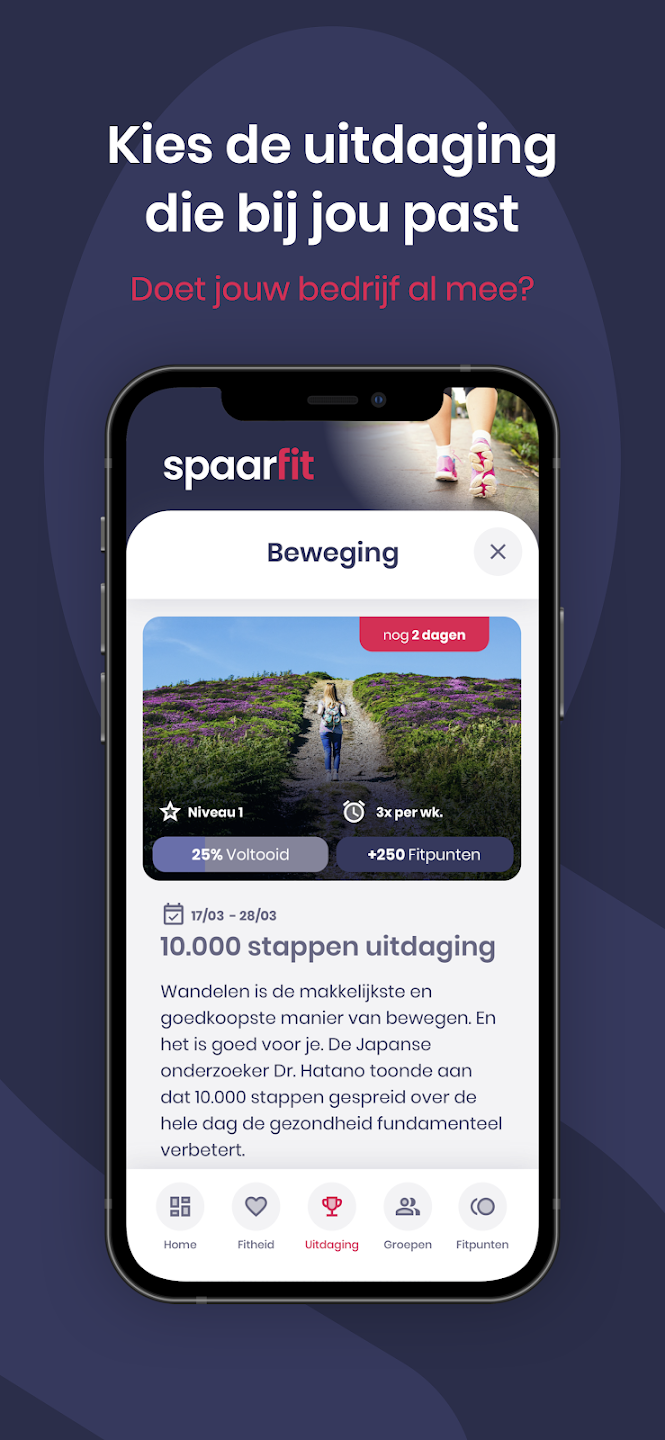 Kies de uitdaging
die bij jou past
Doet jouw bedrijf al mee?
spaarfit
Beweging
nog 2 dagen
Niveau 1
3x per wk.
25% Voltooid
+250 Fitpunten
17/03 - 28/03
10.000 stappen uitdaging
Wandelen is de makkelijkste en
goedkoopste manier van bewegen. En
het is goed voor je. De Japanse
onderzoeker Dr. Hatano toonde aan
dat 10.000 stappen gespreid over de
hele dag de gezondheid fundamenteel
verbetert.
Home
Fitheid
Uitdaging
Groepen
Fitpunten